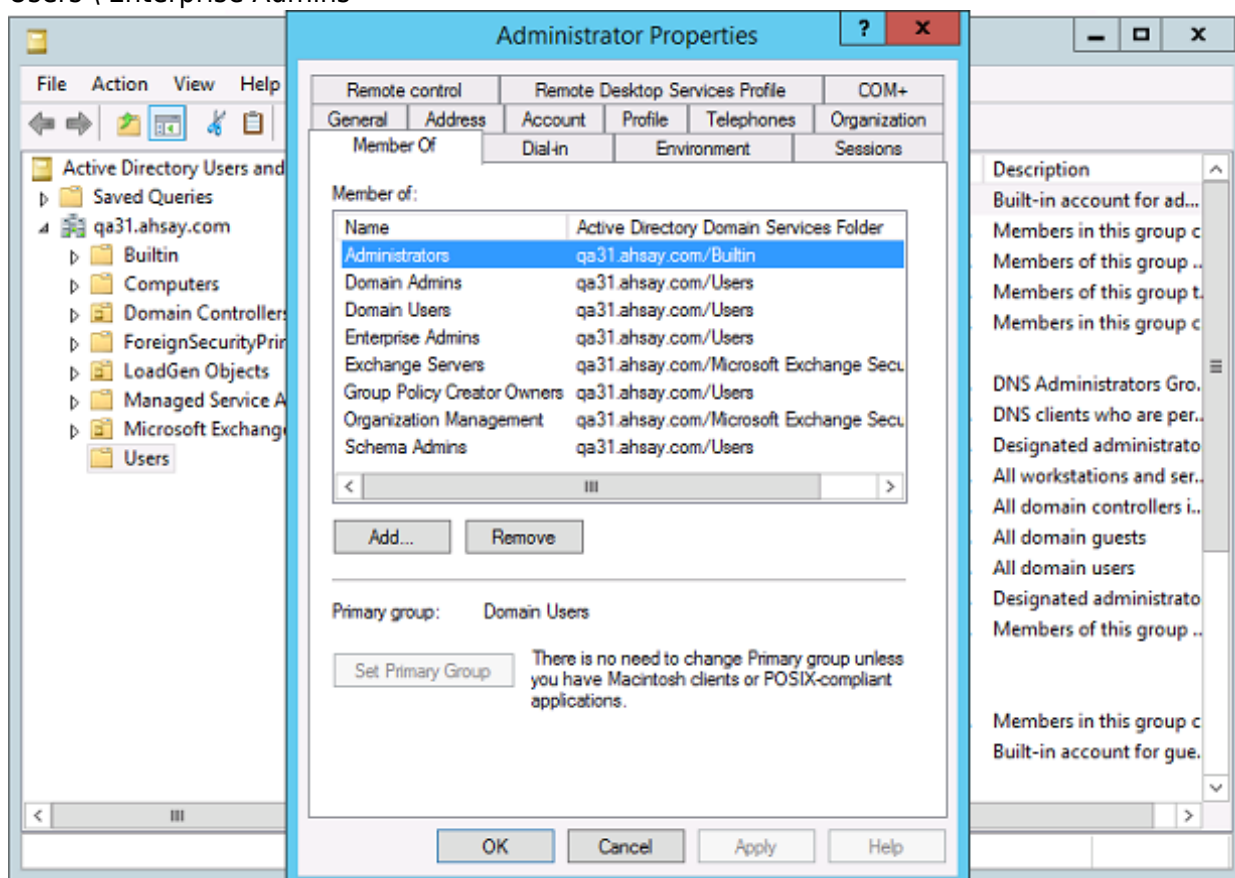 Users \ Enterprise Admins
Administrator Properties
? x
x
File Action View Help
Active Directory Users and
Saved Queries
qa31.ahsay.com
Builtin
Computers
Domain Controllers
ForeignSecurityPrin
LoadGen Objects
Managed Service A
Microsoft Exchang
Users
Remote control Remote Desktop Services Profile COM+
General Address Account Profile Telephones Organization
Member Of Dial-in Environment Sessions
Member of:
Name Active Directory Domain Services Folder
Administrators qa31.ahsay.com/Builtin
Domain Admins qa31.ahsay.com/Users
Domain Users qa31.ahsay.com/Users
Enterprise Admins qa31.ahsay.com/Users
Exchange Servers qa31.ahsay.com/Microsoft Exchange Secu
Group Policy Creator Owners qa31.ahsay.com/Users
Organization Management qa31.ahsay.com/Microsoft Exchange Secu
Schema Admins qa31.ahsay.com/Users
Add... Remove
Primary group: Domain Users
Set Primary Group
There is no need to change Primary group unless
you have Macintosh clients or POSIX-compliant
applications.
OK Cancel Apply Help
Description
Built-in account for ad...
Members in this group c
Members of this group ..
Members of this group t.
Members in this group c
DNS Administrators Gro.
DNS clients who are per..
Designated administrato
All workstations and ser..
All domain controllers i..
All domain guests
All domain users
Designated administrato
Members of this group ..
Members in this group c
Built-in account for gue.